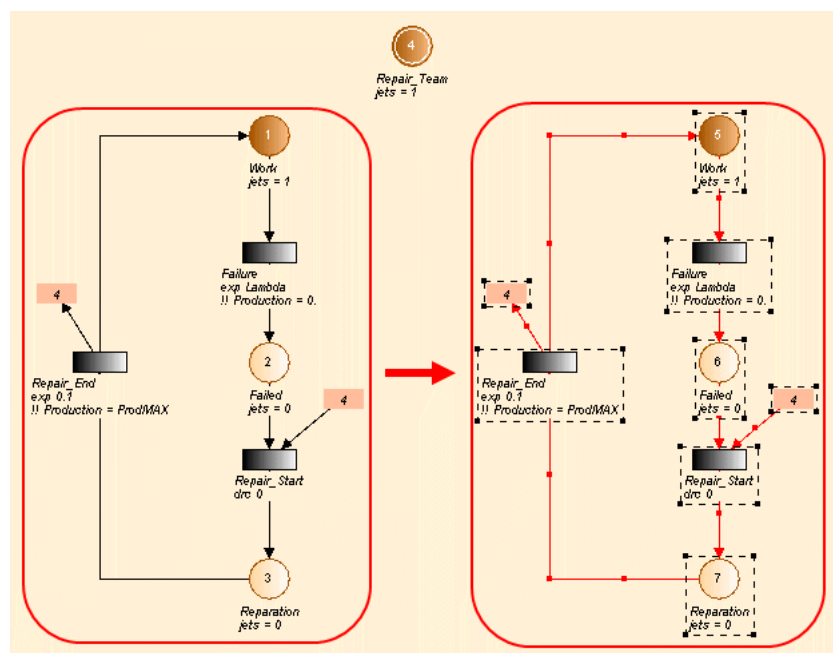 4
Repair_Team
jets = 1
1
Work
jets = 1
Failure
exp Lambda
!! Production = 0.
4
2
Failed
jets = 0
Repair_End
exp 0.1
!! Production = ProdMAX
4
Repair_Start
drc 0
3
Reparation
jets = 0
5
Work
jets = 1
Failure
exp Lambda
!! Production = 0.
4
6
Failed
jets = 0
Repair_End
exp 0.1
!! Production = ProdMAX
4
Repair_Start
drc 0
7
Reparation
jets = 0